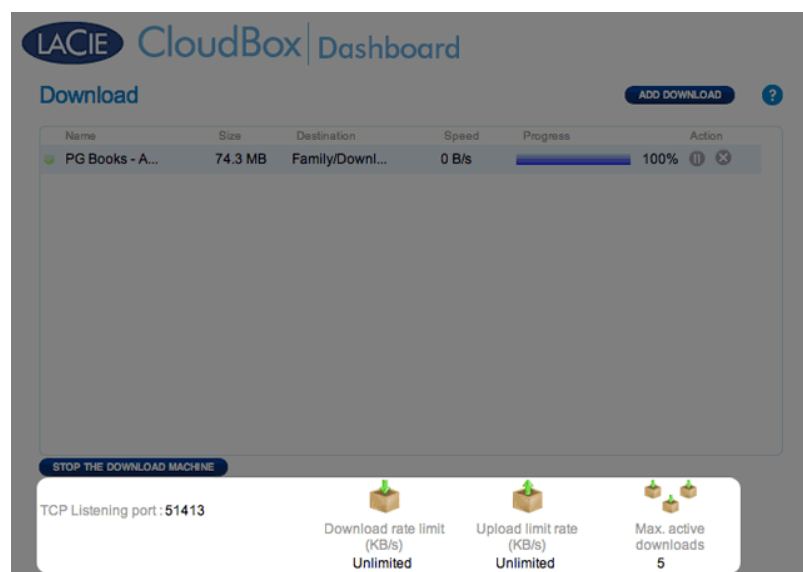 LACIE CloudBox | Dashboard
Download
ADD DOWNLOAD
?
Name Size Destination Speed Progress Action
PG Books - A... 74.3 MB Family/Downl... 0 B/s 100%
STOP THE DOWNLOAD MACHINE
TCP Listening port : 51413
Download rate limit
(KB/s)
Unlimited
Upload limit rate
(KB/s)
Unlimited
Max. active
downloads
5